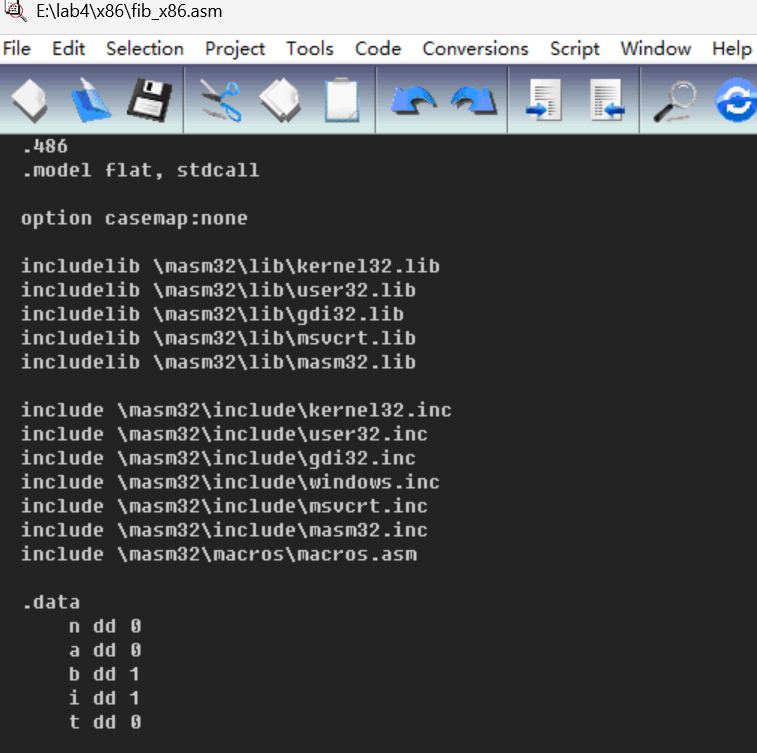 E:\lab4\x86\fib_x86.asm
File Edit Selection Project Tools Code Conversions Script Window Help
.486
.model flat, stdcall
option casemap:none
includelib \masm32\lib\kernel32.lib
includelib \masm32\lib\user32.lib
includelib \masm32\lib\gdi32.lib
includelib \masm32\lib\msvcrt.lib
includelib \masm32\lib\masm32.lib
include \masm32\include\kernel32.inc
include \masm32\include\user32.inc
include \masm32\include\gdi32.inc
include \masm32\include\windows.inc
include \masm32\include\msvcrt.inc
include \masm32\include\masm32.inc
include \masm32\macros\macros.asm
.data
n dd 0
a dd 0
b dd 1
i dd 1
t dd 0